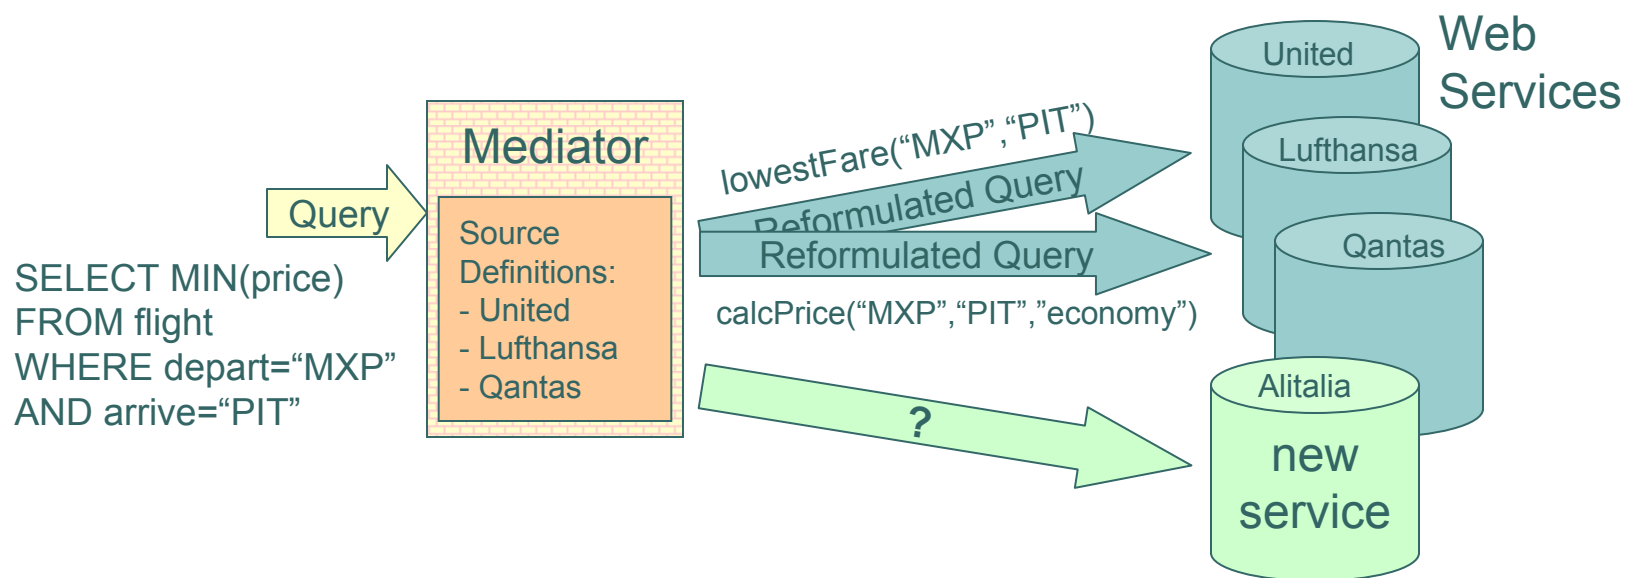 Query
SELECT MIN(price)
FROM flight
WHERE depart=“MXP”
AND arrive=“PIT”
Mediator
Source
Definitions:
- United
- Lufthansa
- Qantas
lowestFare(“MXP”,“PIT”)
Reformulated Query
Reformulated Query
calcPrice(“MXP”,“PIT”,”economy”)
?
Web
Services
United
Lufthansa
Qantas
Alitalia
new
service